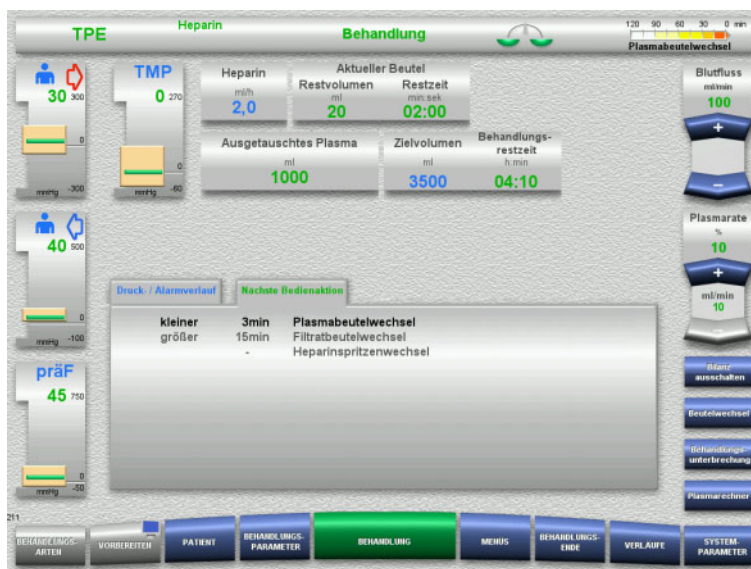 TPE Heparin Behandlung 120 90 60 30 0 min
Plasmabeutelwechsel
30 300
0
mmHg -300
TMP
0 270
0
mmHg -60
Heparin
ml/h
2,0
Aktueller Beutel
Restvolumen Restzeit
ml min:sek
20 02:00
Ausgetauschtes Plasma
ml
1000
Zielvolumen Behandlungs-
restzeit
ml h:min
3500 04:10
Blutfluss
ml/min
100
+
–
40 500
0
mmHg -100
Plasmarate
%
10
+
ml/min
10
–
Druck- / Alarmverlauf Nächste Bedienaktion
kleiner 3min Plasmabeutelwechsel
größer 15min Filtratbeutelwechsel
- Heparinspritzenwechsel
präF
45 750
0
mmHg -50
Bilanz
ausschalten
Beutelwechsel
Behandlungs-
unterbrechung
Plasmarechner
211
BEHANDLUNGS-
ARTEN
VORBEREITEN
PATIENT
BEHANDLUNGS-
PARAMETER
BEHANDLUNG
MENÜS
BEHANDLUNGS-
ENDE
VERLÄUFE
SYSTEM-
PARAMETER